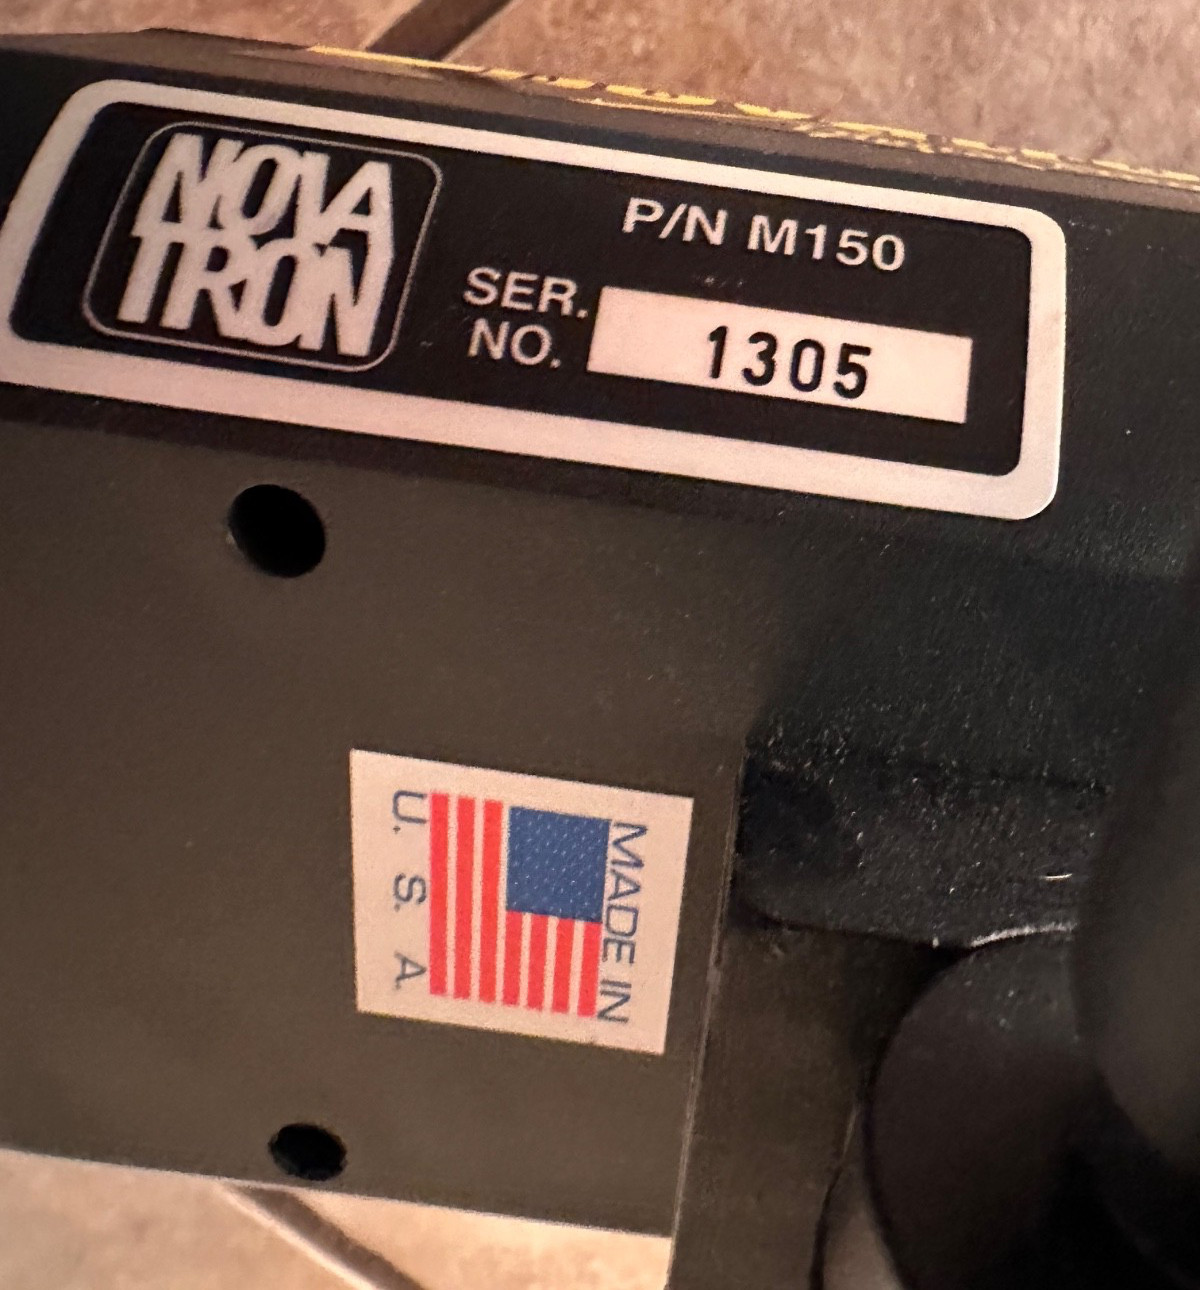 NOVA
TRON
P/N M150
SER.
NO.
1305
MADE IN
U. S. A.